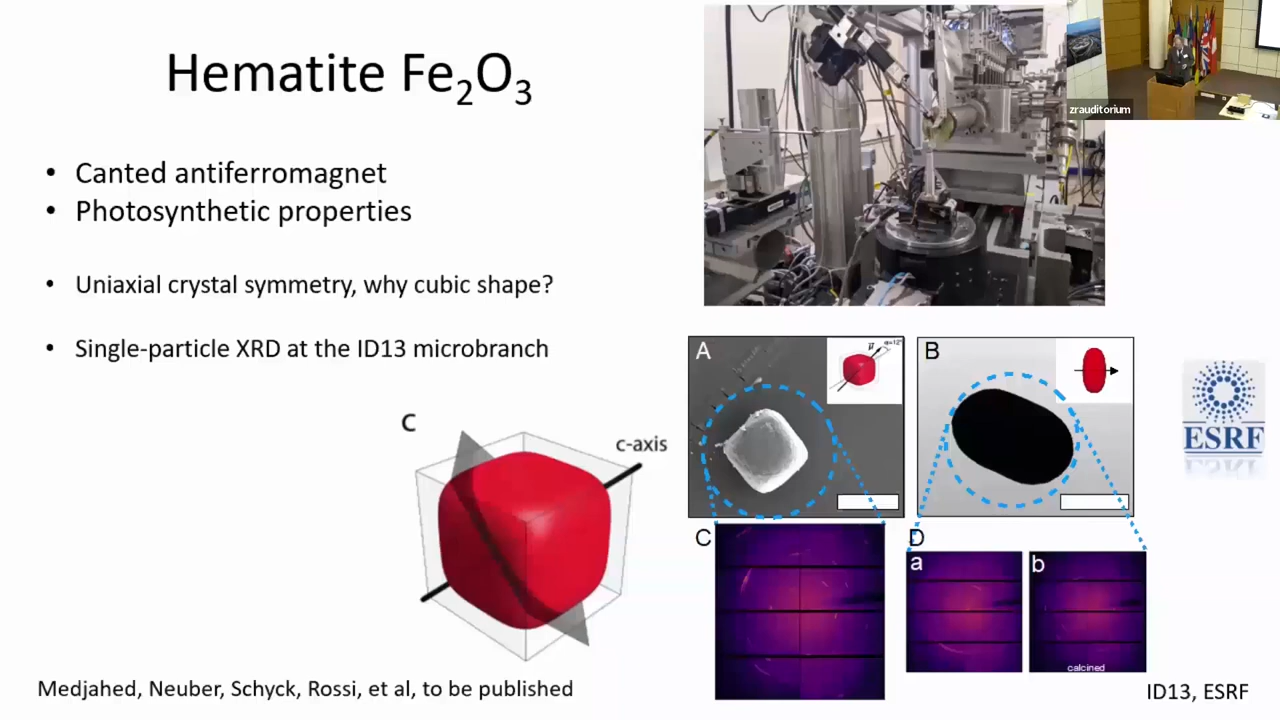 Hematite Fe₂O₃
• Canted antiferromagnet
• Photosynthetic properties
• Uniaxial crystal symmetry, why cubic shape?
• Single-particle XRD at the ID13 microbranch
C
c-axis
zrauditorium
A
μ
α=12°
B
C
D
a
b
calcined
ESRF
Medjahed, Neuber, Schyck, Rossi, et al, to be published
ID13, ESRF